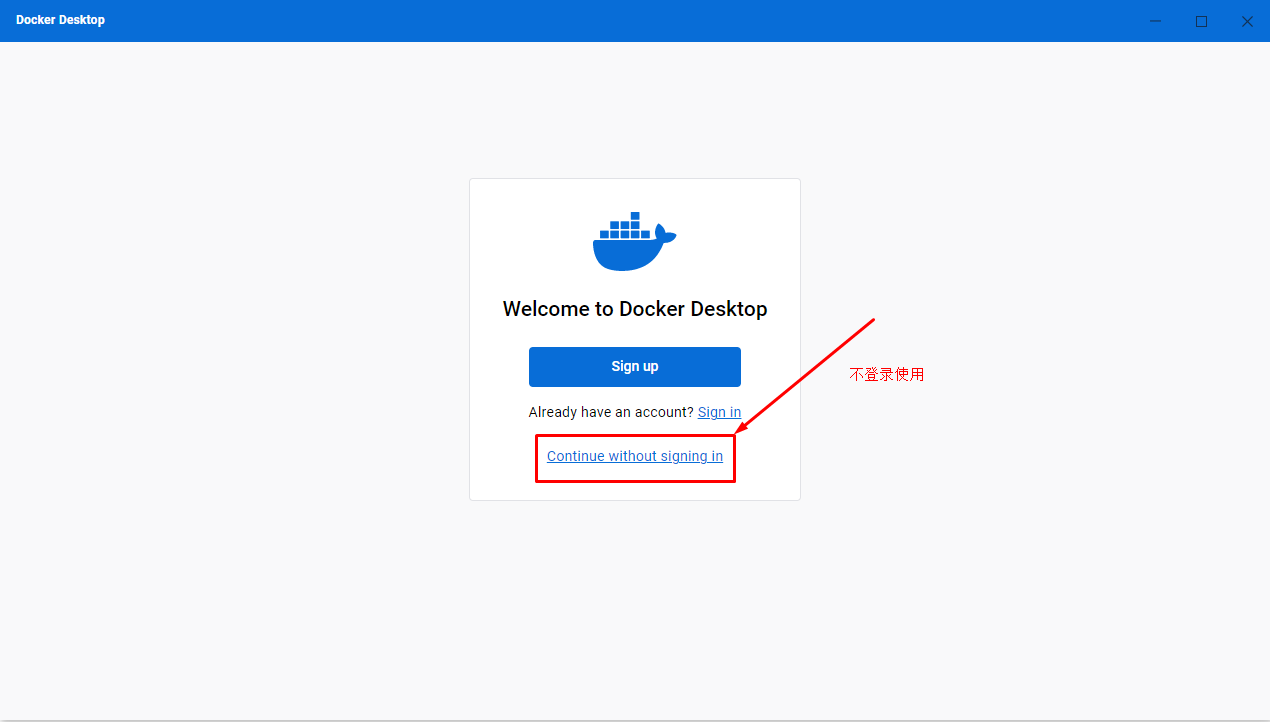 Docker Desktop
Welcome to Docker Desktop
Sign up
不登录使用
Already have an account? Sign in
Continue without signing in